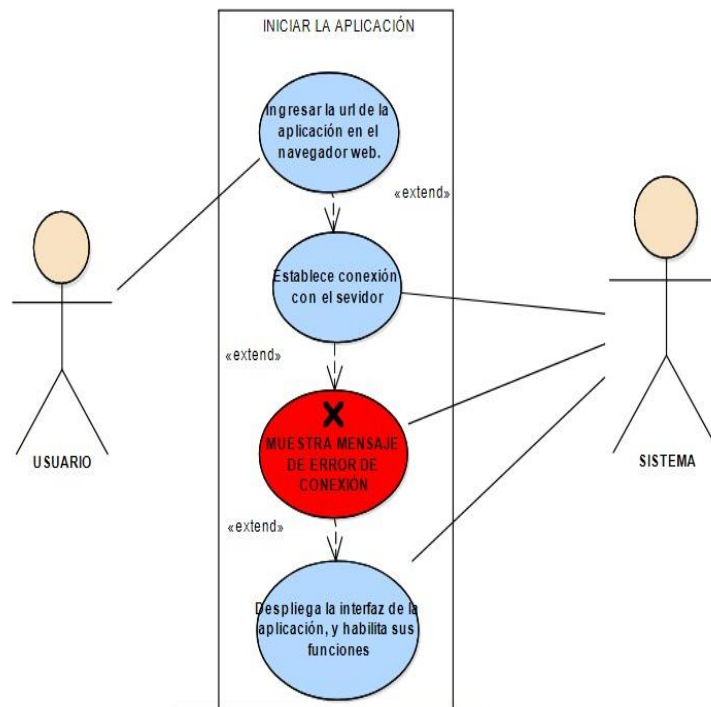 INICIAR LA APLICACIÓN
Ingresar la url de la
aplicación en el
navegador web.
«extend»
Establece conexión
con el sevidor
«extend»
X
MUESTRA MENSAJE
DE ERROR DE
CONEXIÓN
«extend»
Despliega la interfaz de la
aplicación, y habilita sus
funciones
USUARIO
SISTEMA